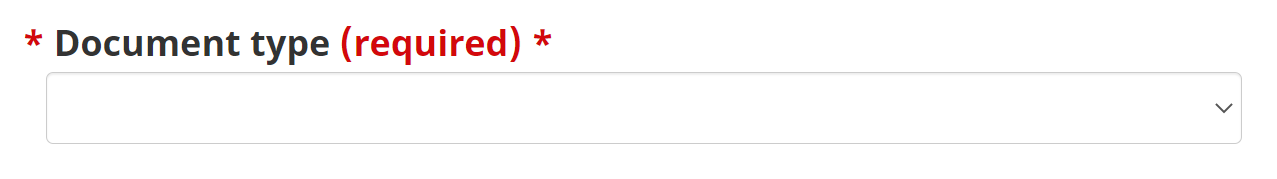 * Document type (required) *